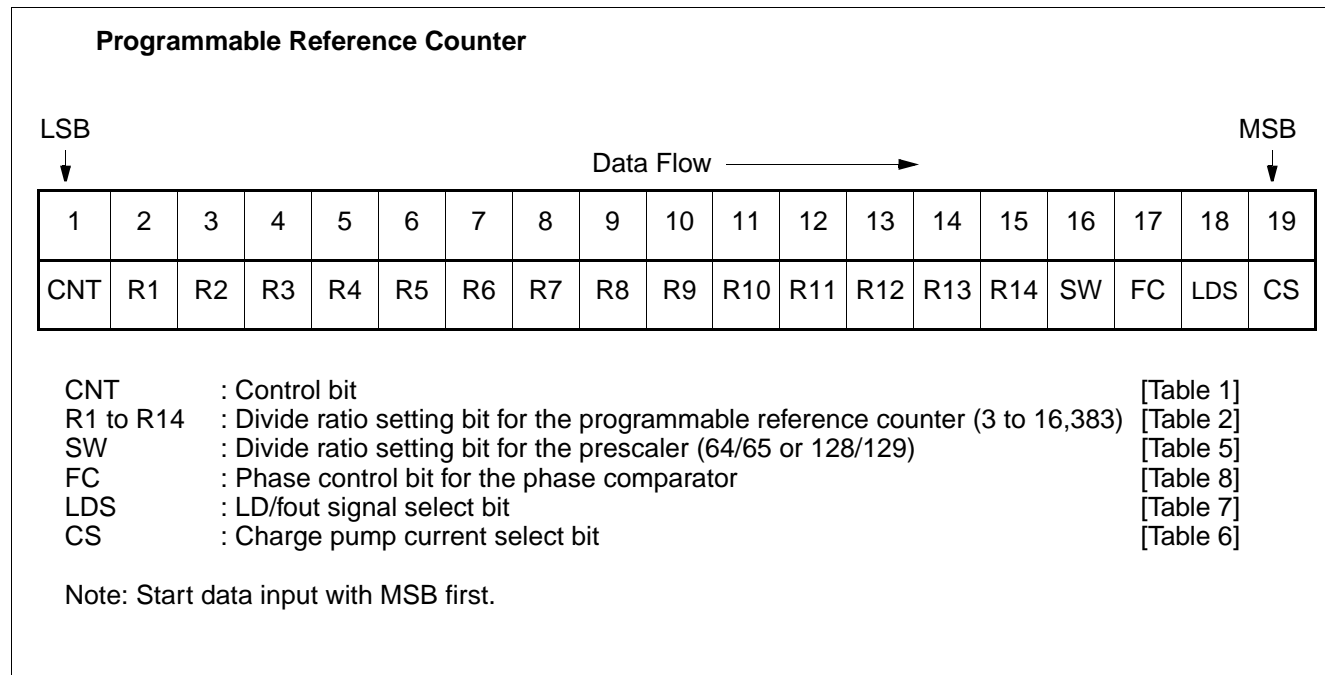 Programmable Reference Counter
LSB MSB
Data Flow
1 2 3 4 5 6 7 8 9 10 11 12 13 14 15 16 17 18 19
CNT R1 R2 R3 R4 R5 R6 R7 R8 R9 R10 R11 R12 R13 R14 SW FC LDS CS
CNT : Control bit [Table 1]
R1 to R14 : Divide ratio setting bit for the programmable reference counter (3 to 16,383) [Table 2]
SW : Divide ratio setting bit for the prescaler (64/65 or 128/129) [Table 5]
FC : Phase control bit for the phase comparator [Table 8]
LDS : LD/fout signal select bit [Table 7]
CS : Charge pump current select bit [Table 6]
Note: Start data input with MSB first.